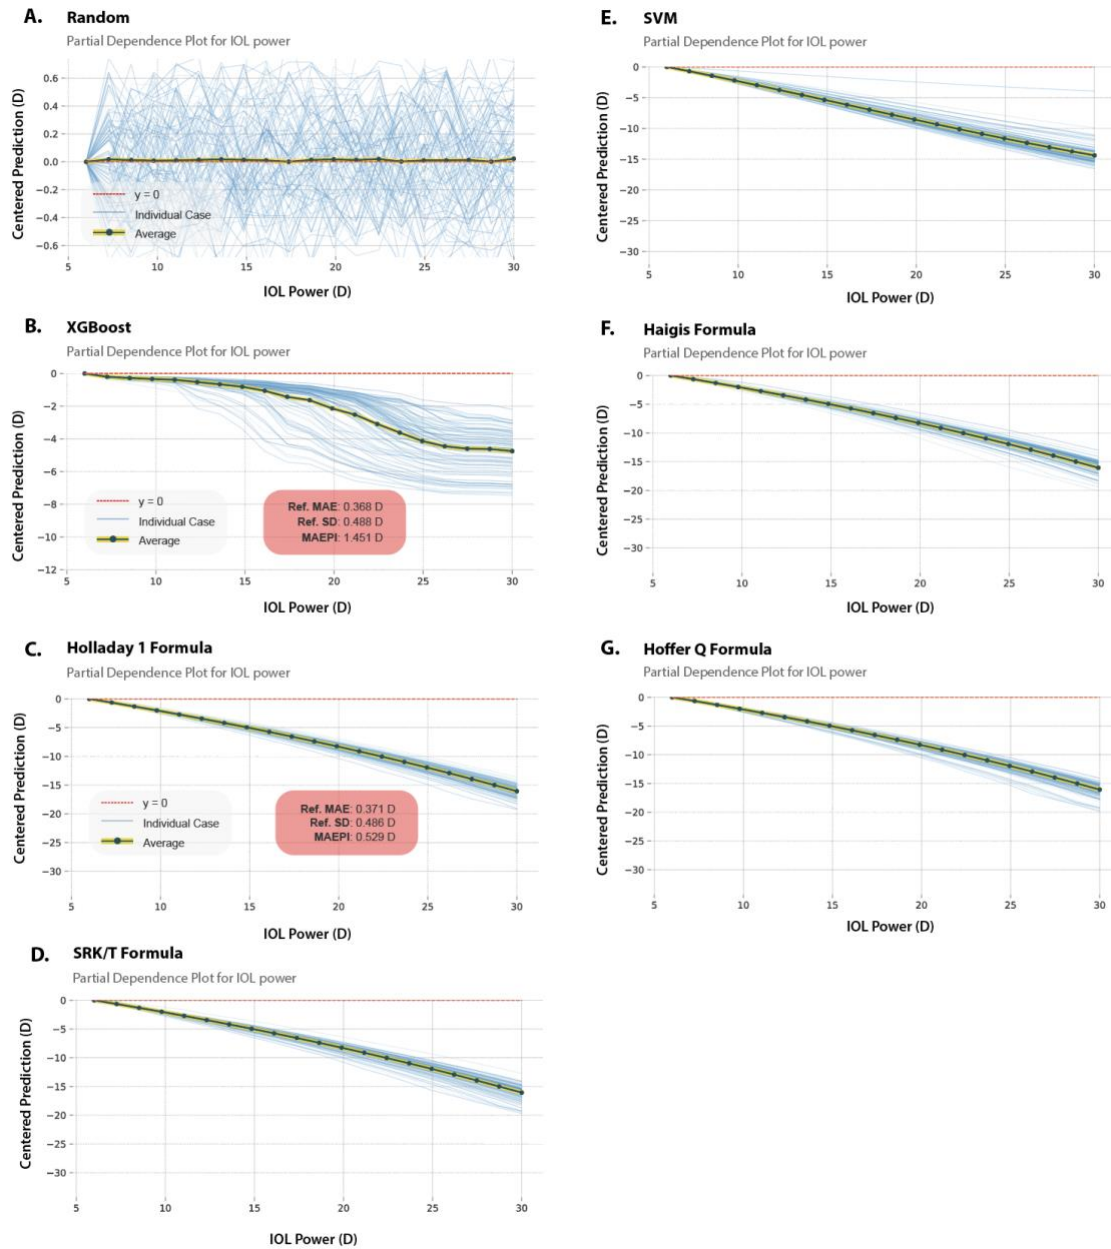 A. Random
Partial Dependence Plot for IOL power
Centered Prediction (D)
0.6
0.4
0.2
0.0
−0.2
−0.4
−0.6
y = 0
Individual Case
Average
5 10 15 20 25 30
IOL Power (D)
B. XGBoost
Partial Dependence Plot for IOL power
Centered Prediction (D)
0
−2
−4
−6
−8
−10
−12
y = 0
Individual Case
Average
Ref. MAE: 0.368 D
Ref. SD: 0.488 D
MAEPI: 1.451 D
5 10 15 20 25 30
IOL Power (D)
C. Holladay 1 Formula
Partial Dependence Plot for IOL power
Centered Prediction (D)
0
−5
−10
−15
−20
−25
−30
y = 0
Individual Case
Average
Ref. MAE: 0.371 D
Ref. SD: 0.486 D
MAEPI: 0.529 D
5 10 15 20 25 30
IOL Power (D)
D. SRK/T Formula
Partial Dependence Plot for IOL power
Centered Prediction (D)
0
−5
−10
−15
−20
−25
−30
5 10 15 20 25 30
IOL Power (D)
E. SVM
Partial Dependence Plot for IOL power
Centered Prediction (D)
0
−5
−10
−15
−20
−25
−30
5 10 15 20 25 30
IOL Power (D)
F. Haigis Formula
Partial Dependence Plot for IOL power
Centered Prediction (D)
0
−5
−10
−15
−20
−25
−30
5 10 15 20 25 30
IOL Power (D)
G. Hoffer Q Formula
Partial Dependence Plot for IOL power
Centered Prediction (D)
0
−5
−10
−15
−20
−25
−30
5 10 15 20 25 30
IOL Power (D)